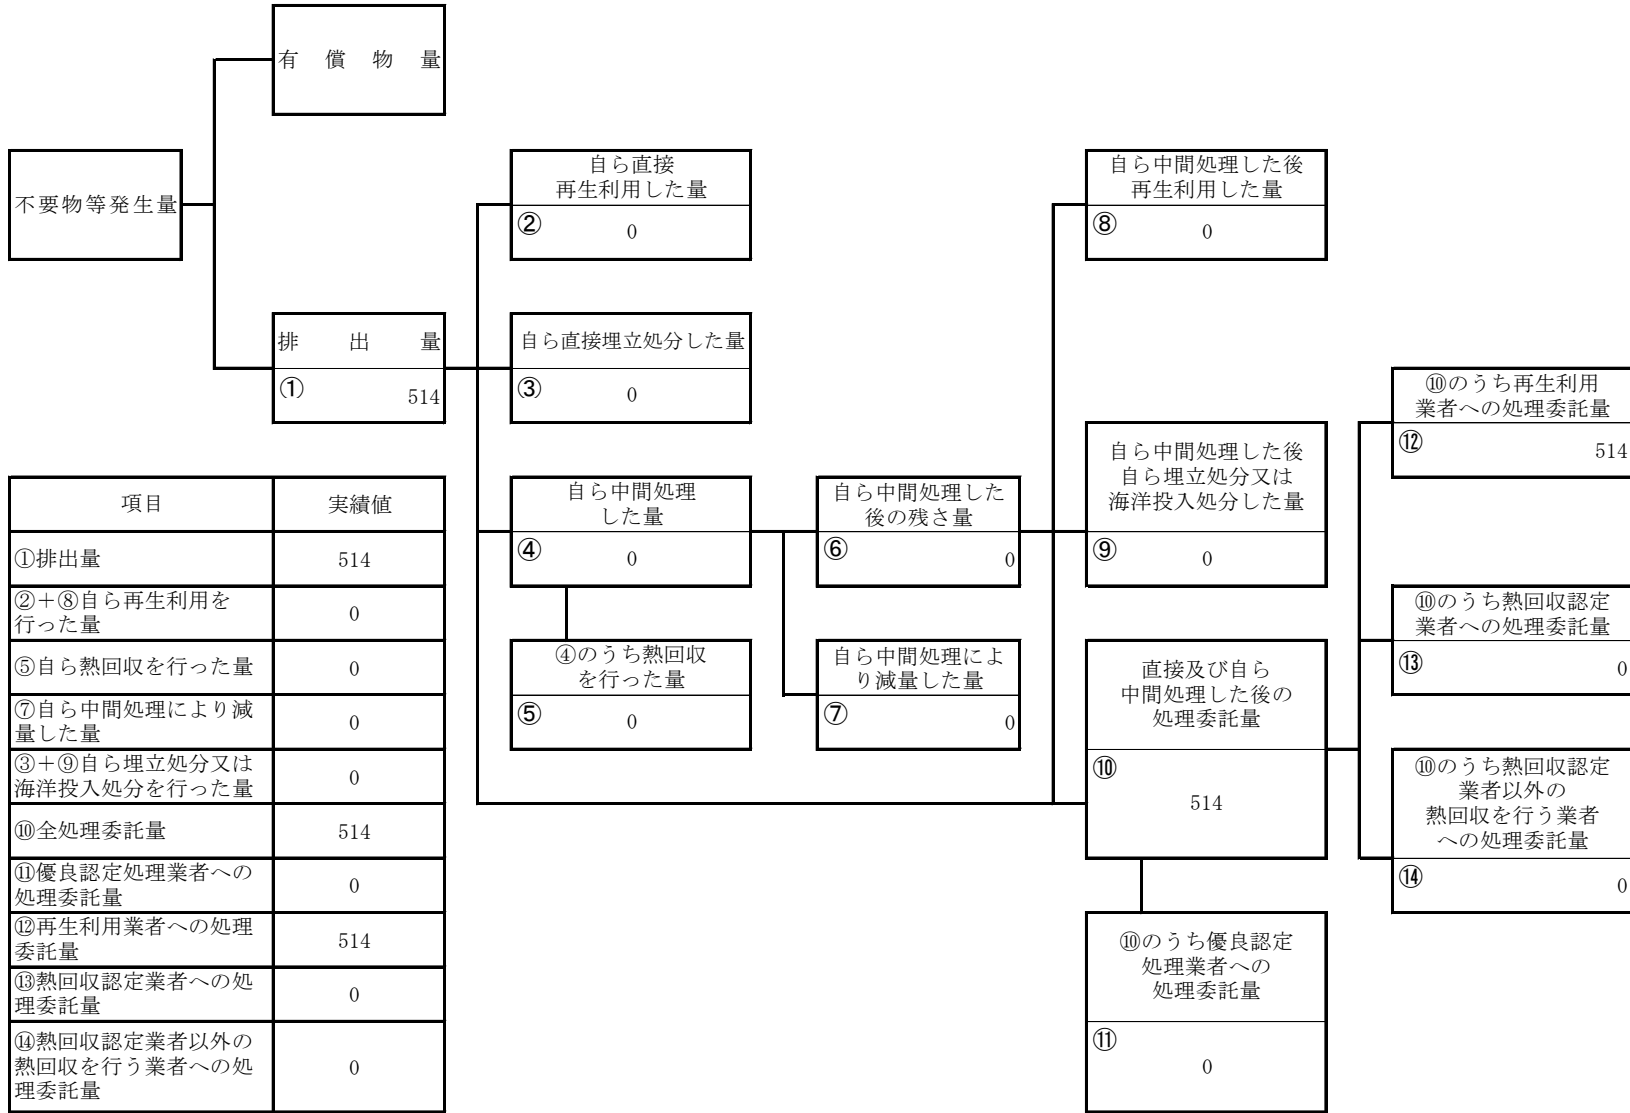 有償物量
不要物等発生量
排出量
①
514
自ら直接
再生利用した量
②
0
自ら直接埋立処分した量
③
0
自ら中間処理
した量
④
0
④のうち熱回収
を行った量
⑤
0
自ら中間処理した
後の残さ量
⑥
0
自ら中間処理によ
り減量した量
⑦
0
自ら中間処理した後
再生利用した量
⑧
0
自ら中間処理した後
自ら埋立処分又は
海洋投入処分した量
⑨
0
直接及び自ら
中間処理した後の
処理委託量
⑩
514
⑩のうち優良認定
処理業者への
処理委託量
⑪
0
⑩のうち再生利用
業者への処理委託量
⑫
514
⑩のうち熱回収認定
業者への処理委託量
⑬
0
⑩のうち熱回収認定
業者以外の
熱回収を行う業者
への処理委託量
⑭
0
項目 実績値
①排出量 514
②＋⑧自ら再生利用を
行った量 0
⑤自ら熱回収を行った量 0
⑦自ら中間処理により減
量した量 0
③＋⑨自ら埋立処分又は
海洋投入処分を行った量 0
⑩全処理委託量 514
⑪優良認定処理業者への
処理委託量 0
⑫再生利用業者への処理
委託量 514
⑬熱回収認定業者への処
理委託量 0
⑭熱回収認定業者以外の
熱回収を行う業者への処 0
理委託量